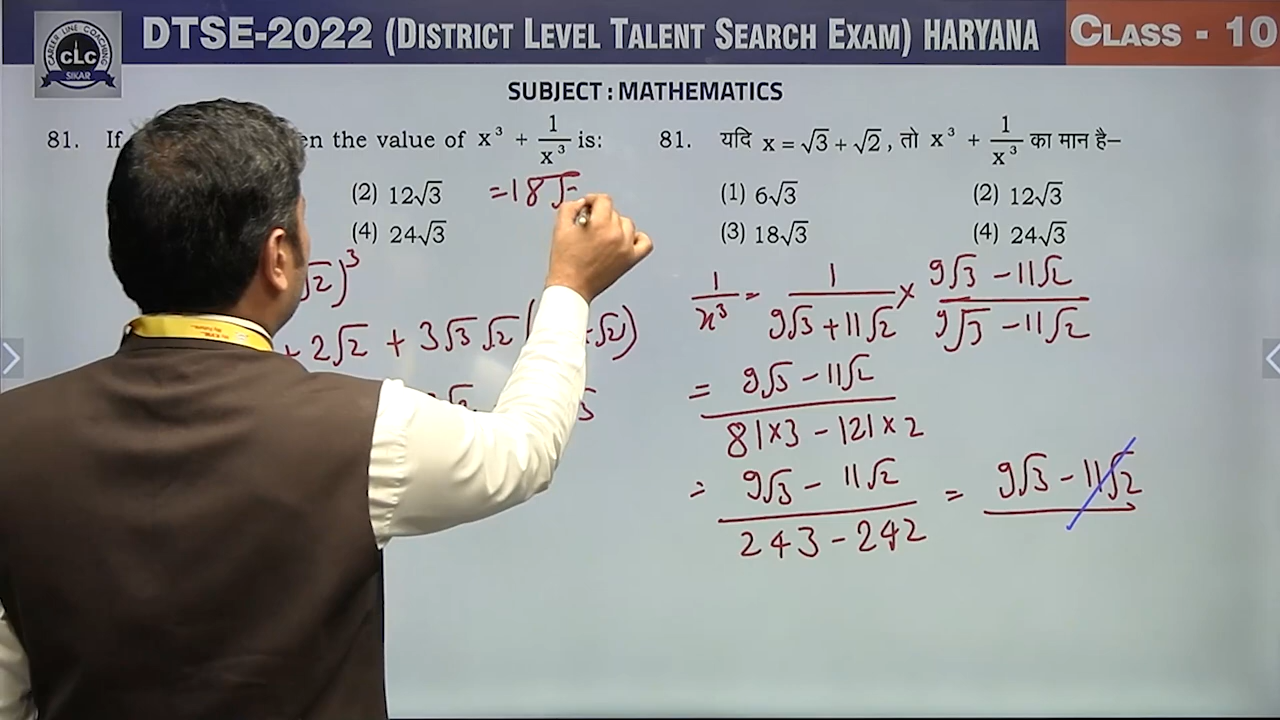 CAREER LINE COACHING
CLC
SIKAR
DTSE-2022 (DISTRICT LEVEL TALENT SEARCH EXAM) HARYANA
CLASS - 10
SUBJECT : MATHEMATICS
81. If
the value of x³ + 1/x³ is:
(2) 12√3
(4) 24√3
= 18√
√2)³
+ 2√2 + 3√3 √2 (
√2)
81. यदि x = √3 + √2, तो x³ + 1/x³ का मान है–
(1) 6√3
(2) 12√3
(3) 18√3
(4) 24√3
1/x³ = 1/(9√3 + 11√2) × (9√3 – 11√2)/(9√3 – 11√2)
= (9√3 – 11√2)/(81×3 – 121×2)
= (9√3 – 11√2)/(243 – 242) = 9√3 – 11√2